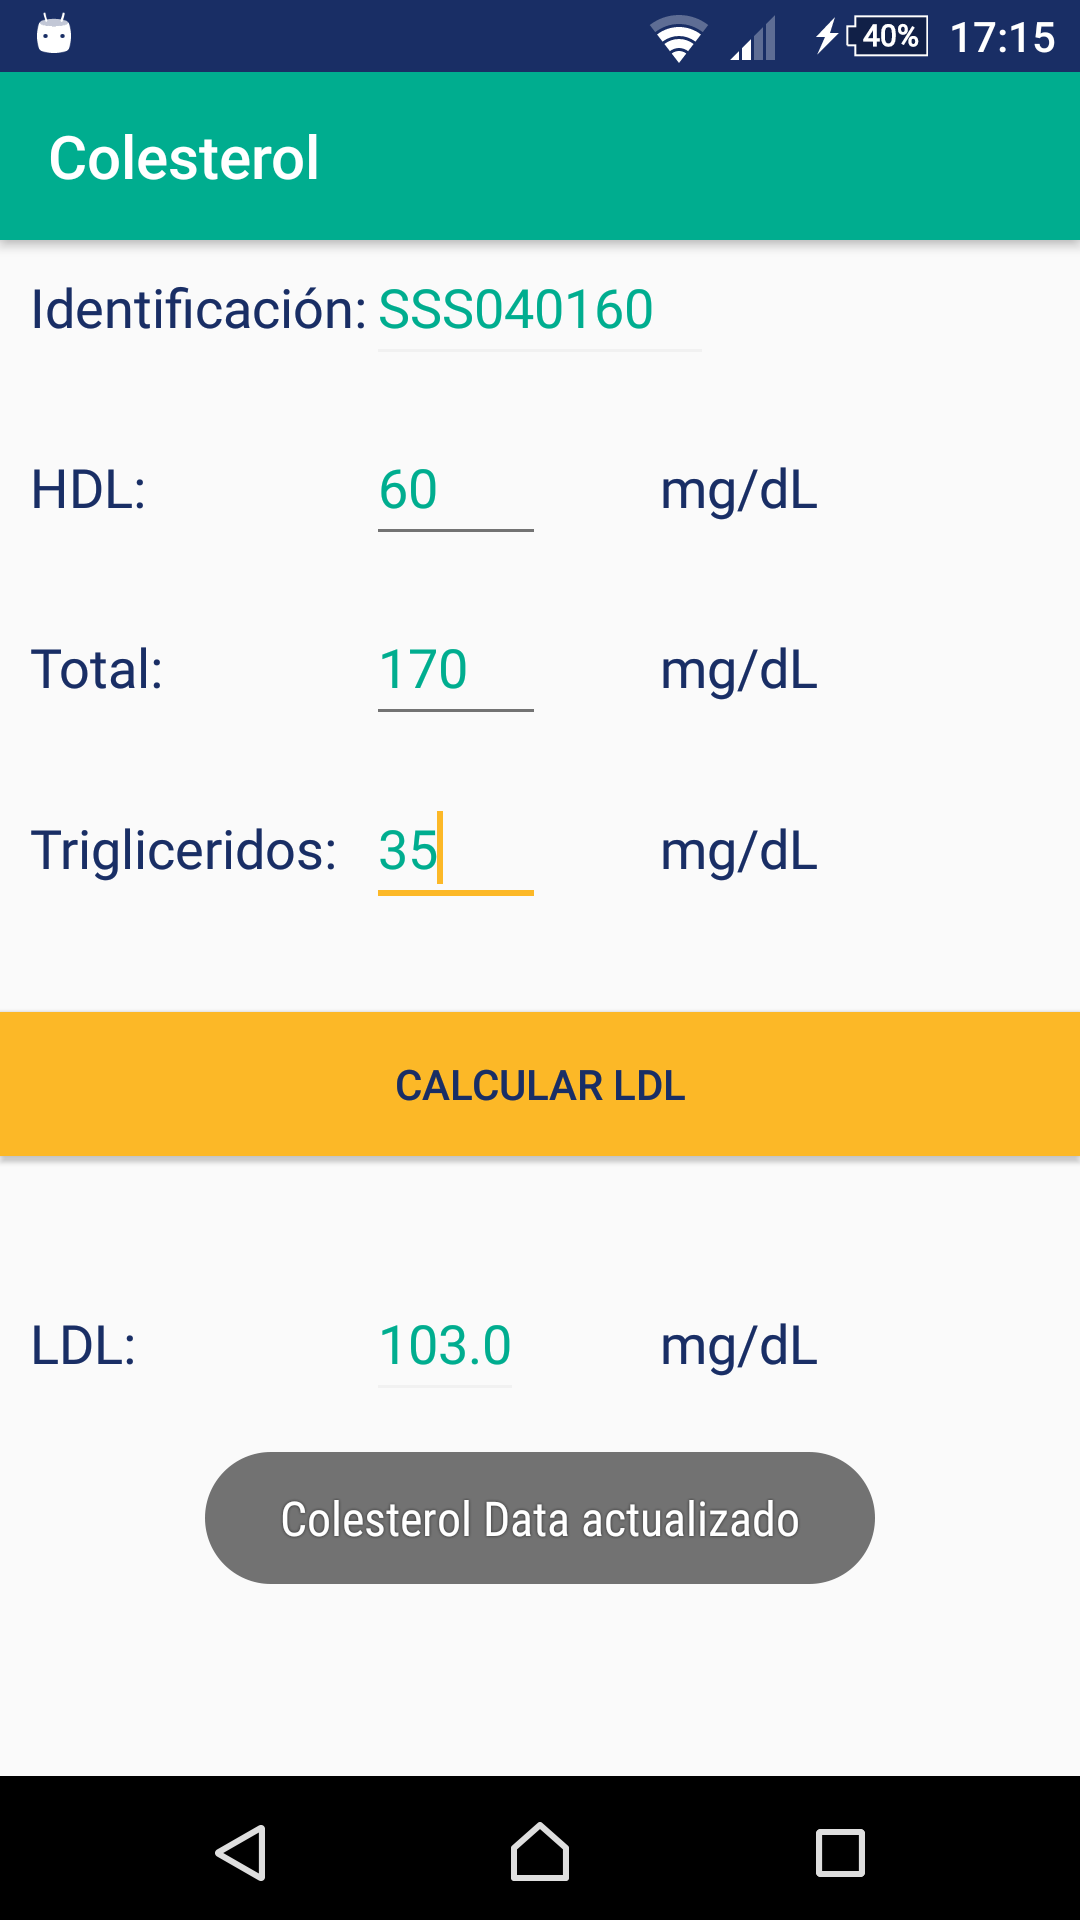 40% 17:15
Colesterol
Identificación: SSS040160
HDL: 60 mg/dL
Total: 170 mg/dL
Trigliceridos: 35 mg/dL
CALCULAR LDL
LDL: 103.0 mg/dL
Colesterol Data actualizado